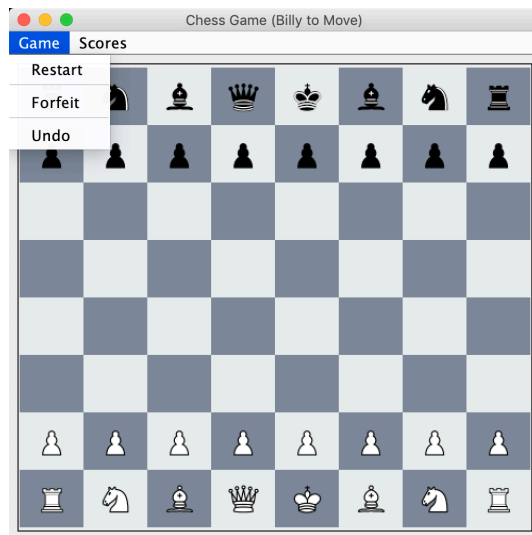 Chess Game (Billy to Move)
Game Scores
Restart
Forfeit
Undo